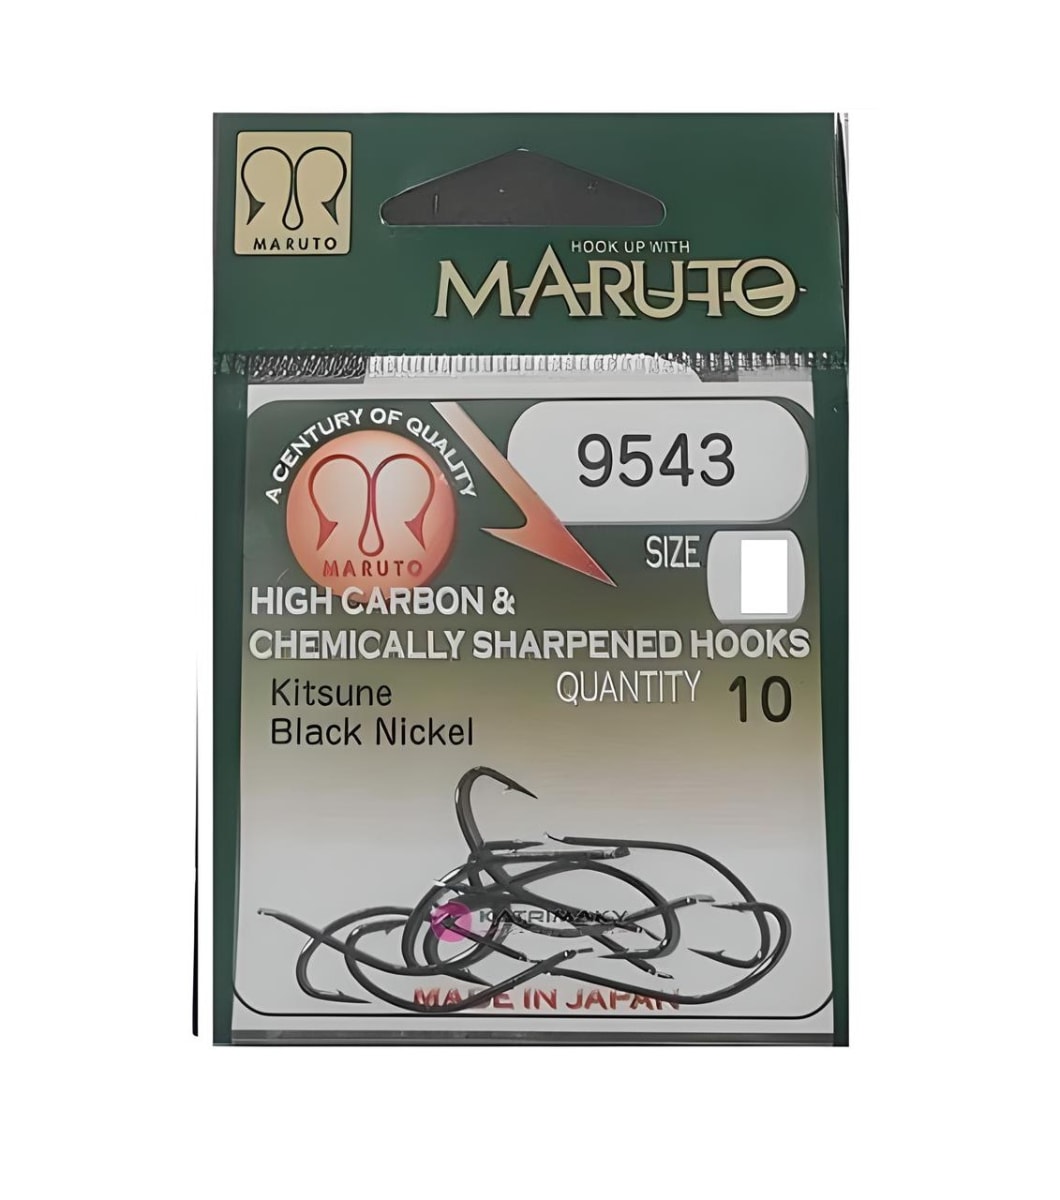 MARUTO
HOOK UP WITH
MARUTO
A CENTURY OF QUALITY
9543
MARUTO
SIZE
HIGH CARBON &
CHEMICALLY SHARPENED HOOKS
QUANTITY 10
Kitsune
Black Nickel
KATRIMAKY
MADE IN JAPAN